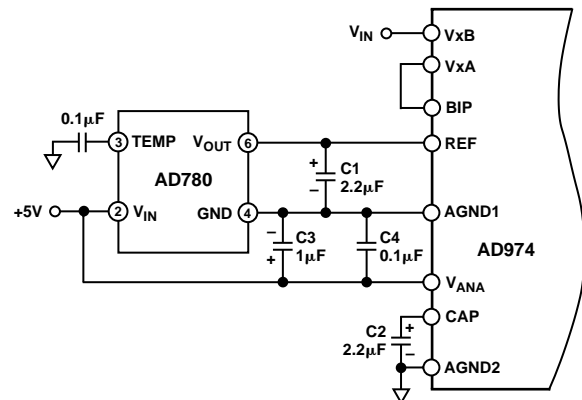 V_IN
VxB
VxA
BIP
0.1μF
3 TEMP
V_OUT 6
REF
AD780
+
C1
2.2μF
–
+5V
2 V_IN
GND 4
AGND1
AD974
–
C3
1μF
+
C4
0.1μF
V_ANA
CAP
C2
2.2μF
+
–
AGND2